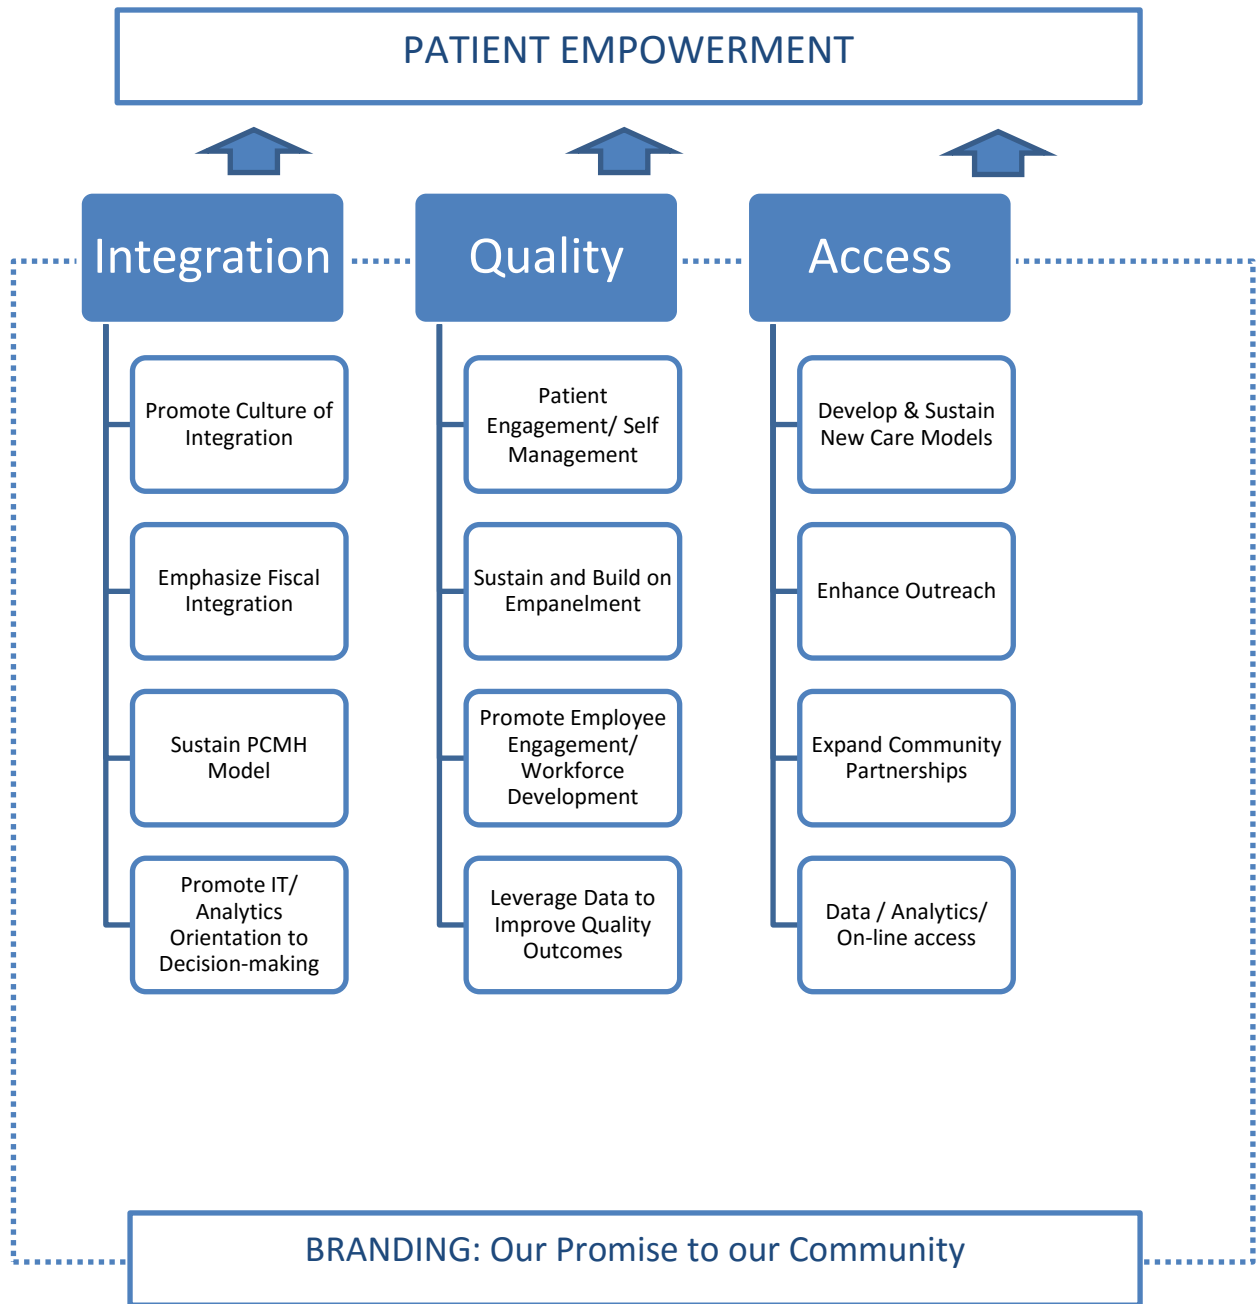 PATIENT EMPOWERMENT
Integration
Promote Culture of
Integration
Emphasize Fiscal
Integration
Sustain PCMH
Model
Promote IT/
Analytics
Orientation to
Decision-making
Quality
Patient
Engagement/ Self
Management
Sustain and Build on
Empanelment
Promote Employee
Engagement/
Workforce
Development
Leverage Data to
Improve Quality
Outcomes
Access
Develop & Sustain
New Care Models
Enhance Outreach
Expand Community
Partnerships
Data / Analytics/
On-line access
BRANDING: Our Promise to our Community